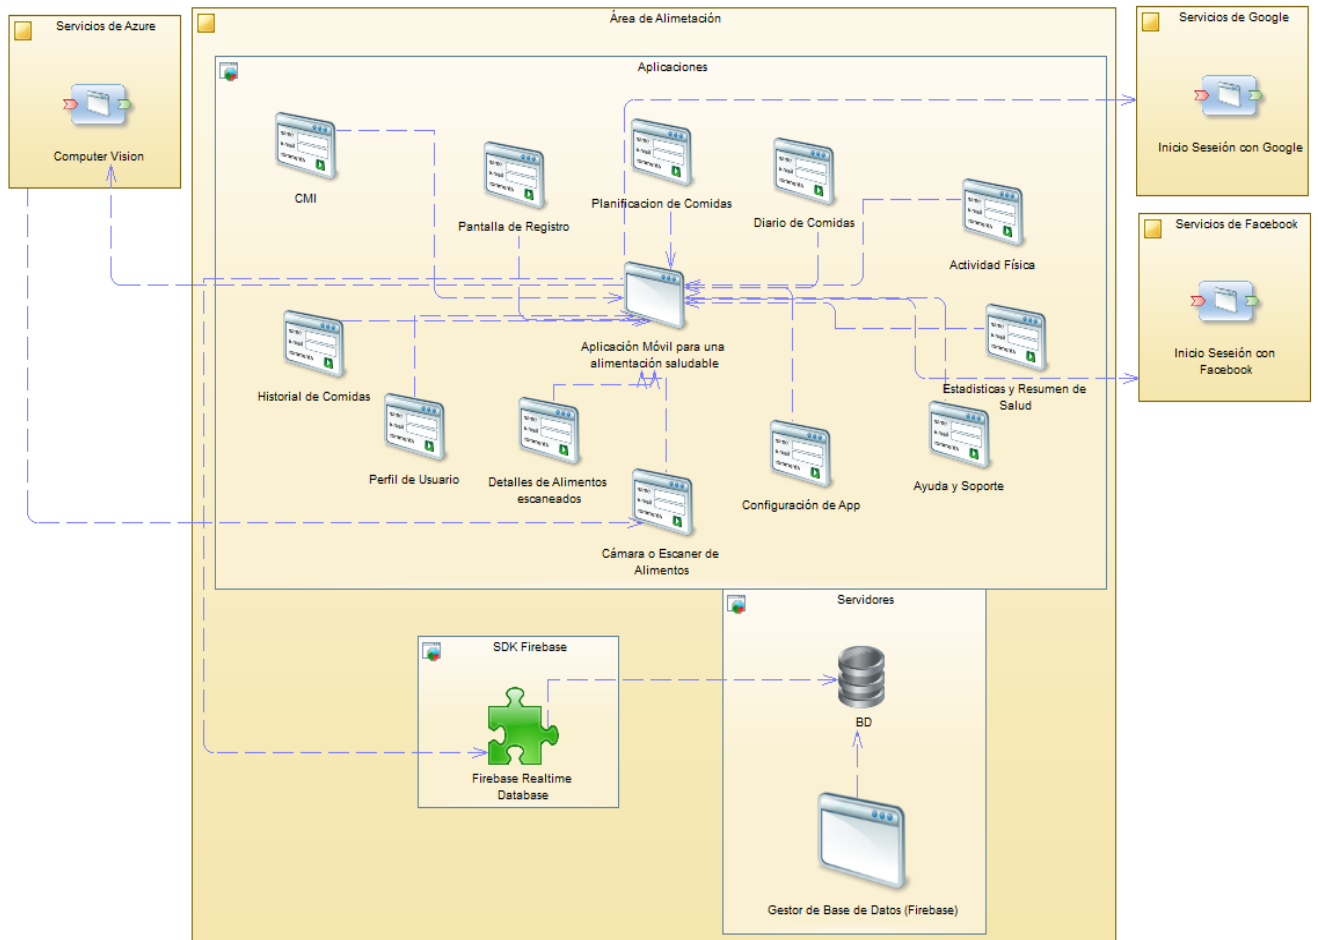 Servicios de Azure
Computer Vision
Área de Alimetación
Aplicaciones
CMI
Pantalla de Registro
Planificacion de Comidas
Diario de Comidas
Actividad Física
Aplicación Móvil para una
alimentación saludable
Historial de Comidas
Perfil de Usuario
Detalles de Alimentos
escaneados
Cámara o Escaner de
Alimentos
Configuración de App
Estadisticas y Resumen de
Salud
Ayuda y Soporte
SDK Firebase
Firebase Realtime
Database
Servidores
BD
Gestor de Base de Datos (Firebase)
Servicios de Google
Inicio Seseión con Google
Servicios de Facebook
Inicio Seseión con
Facebook